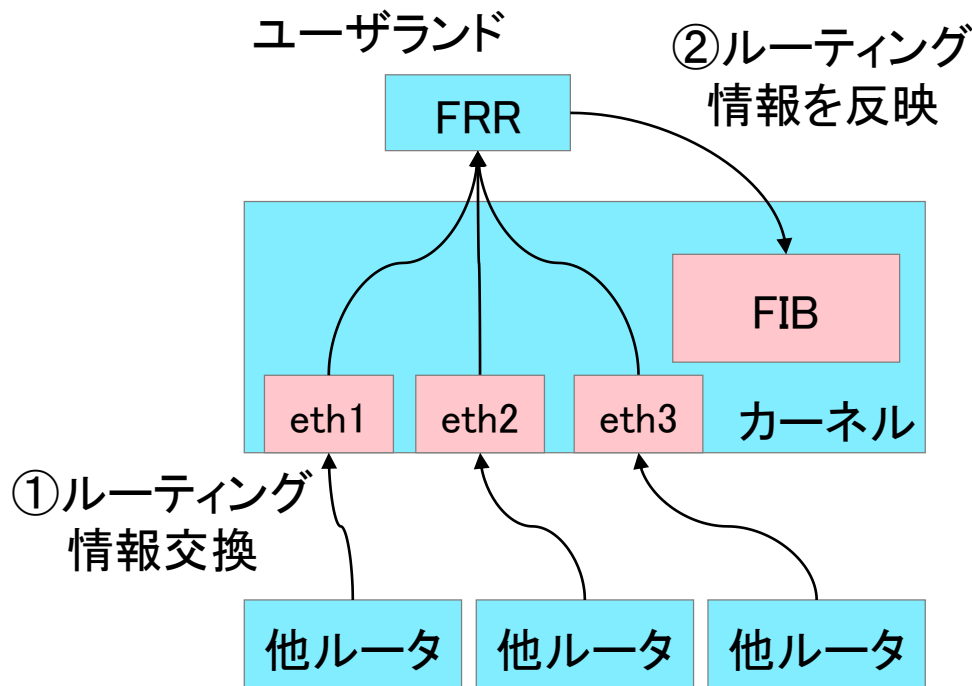 ユーザランド
②ルーティング
情報を反映
FRR
FIB
eth1
eth2
eth3
カーネル
①ルーティング
情報交換
他ルータ
他ルータ
他ルータ